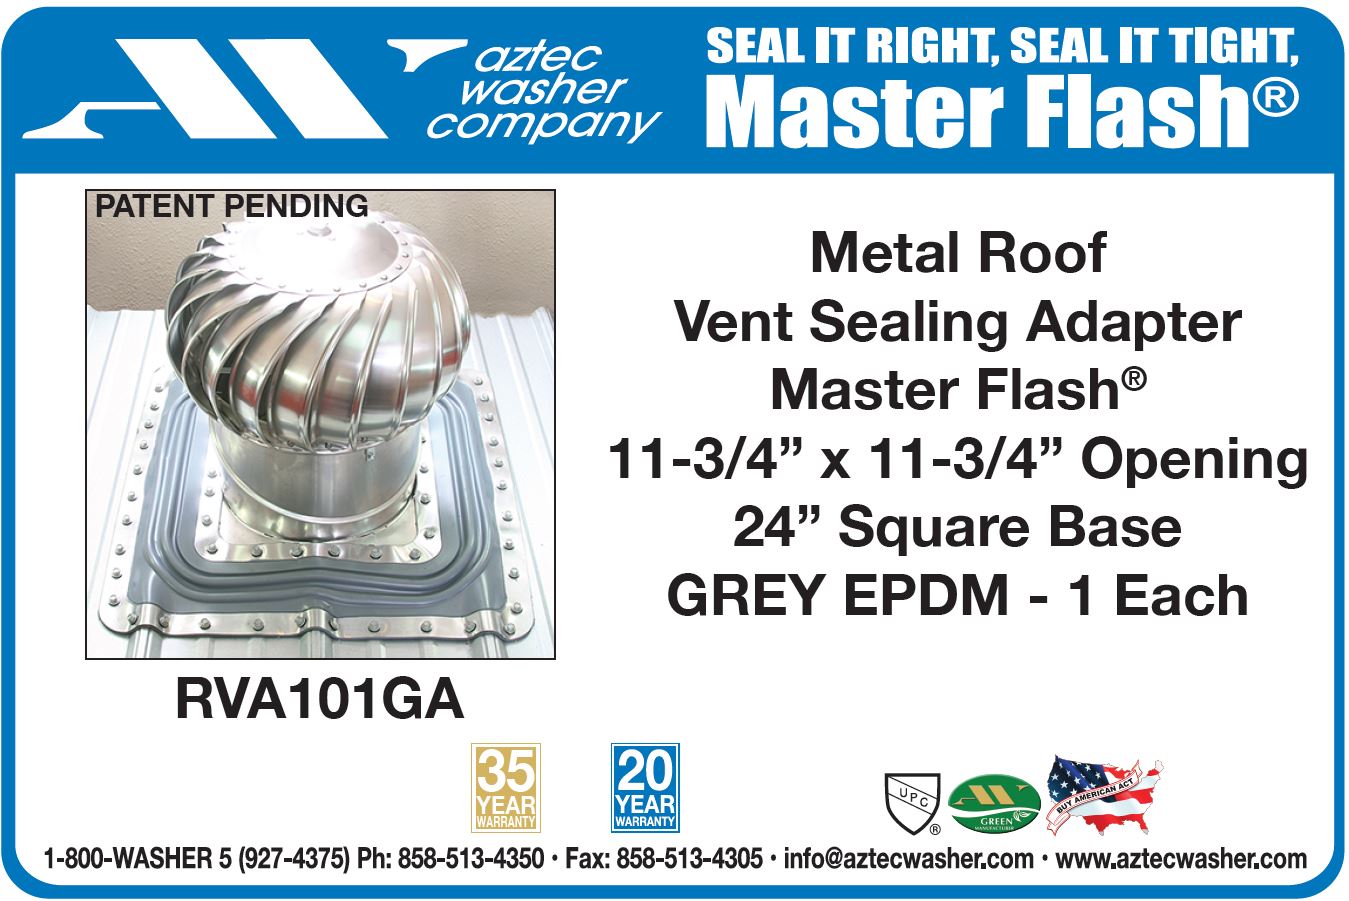 aztec
washer
company
SEAL IT RIGHT, SEAL IT TIGHT,
Master Flash®
PATENT PENDING
Metal Roof
Vent Sealing Adapter
Master Flash®
11-3/4” x 11-3/4” Opening
24” Square Base
GREY EPDM - 1 Each
RVA101GA
35
YEAR
WARRANTY
20
YEAR
WARRANTY
UPC
®
GREEN
MANUFACTURER
BUY AMERICAN ACT
1-800-WASHER 5 (927-4375) Ph: 858-513-4350 • Fax: 858-513-4305 • info@aztecwasher.com • www.aztecwasher.com